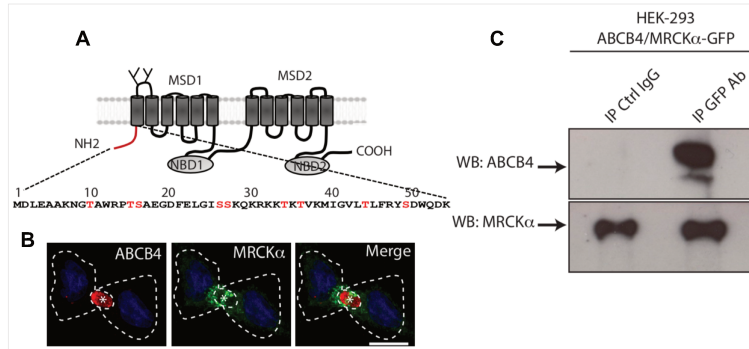 A
MSD1
MSD2
NH2
NBD1
NBD2
COOH
1 10 20 30 40 50
MDLEAAKNGTAWRPTSAEGDFELGISSKQKRKKTKTVKMIGVLTLFRYSDWQDK
B
ABCB4
*
MRCKα
*
Merge
*
C
HEK-293
ABCB4/MRCKα-GFP
IP Ctrl IgG
IP GFP Ab
WB: ABCB4
WB: MRCKα